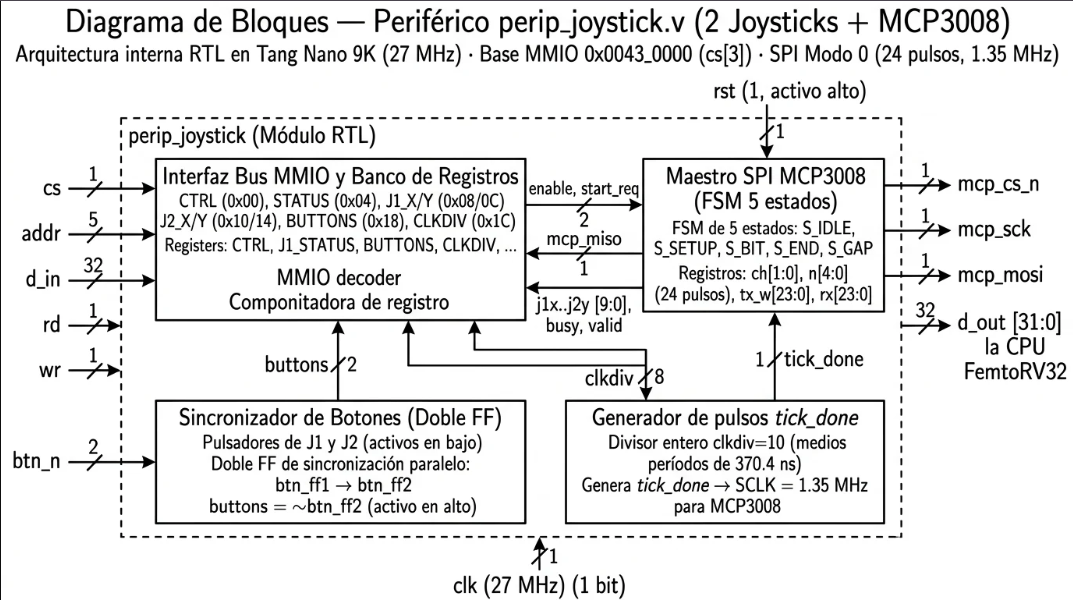 Diagrama de Bloques — Periférico perip_joystick.v (2 Joysticks + MCP3008)
Arquitectura interna RTL en Tang Nano 9K (27 MHz) · Base MMIO 0x0043_0000 (cs[3]) · SPI Modo 0 (24 pulsos, 1.35 MHz)
rst (1, activo alto)
1
perip_joystick (Módulo RTL)
cs
1
addr
5
d_in
32
rd
1
wr
1
btn_n
2
Interfaz Bus MMIO y Banco de Registros
CTRL (0x00), STATUS (0x04), J1_X/Y (0x08/0C)
J2_X/Y (0x10/14), BUTTONS (0x18), CLKDIV (0x1C)
Registers: CTRL, J1_STATUS, BUTTONS, CLKDIV, ...
MMIO decoder
Componitadora de registro
enable, start_req
2
mcp_miso
1
j1x..j2y [9:0],
busy, valid
Maestro SPI MCP3008
(FSM 5 estados)
FSM de 5 estados: S_IDLE,
S_SETUP, S_BIT, S_END, S_GAP
Registros: ch[1:0], n[4:0]
(24 pulsos), tx_w[23:0], rx[23:0]
1
mcp_cs_n
1
mcp_sck
1
mcp_mosi
32
d_out [31:0]
la CPU
FemtoRV32
buttons
2
clkdiv
8
1
tick_done
Sincronizador de Botones (Doble FF)
Pulsadores de J1 y J2 (activos en bajo)
Doble FF de sincronización paralelo:
btn_ff1 → btn_ff2
buttons = ~btn_ff2 (activo en alto)
Generador de pulsos tick_done
Divisor entero clkdiv=10 (medios
períodos de 370.4 ns)
Genera tick_done → SCLK = 1.35 MHz
para MCP3008
1
clk (27 MHz) (1 bit)